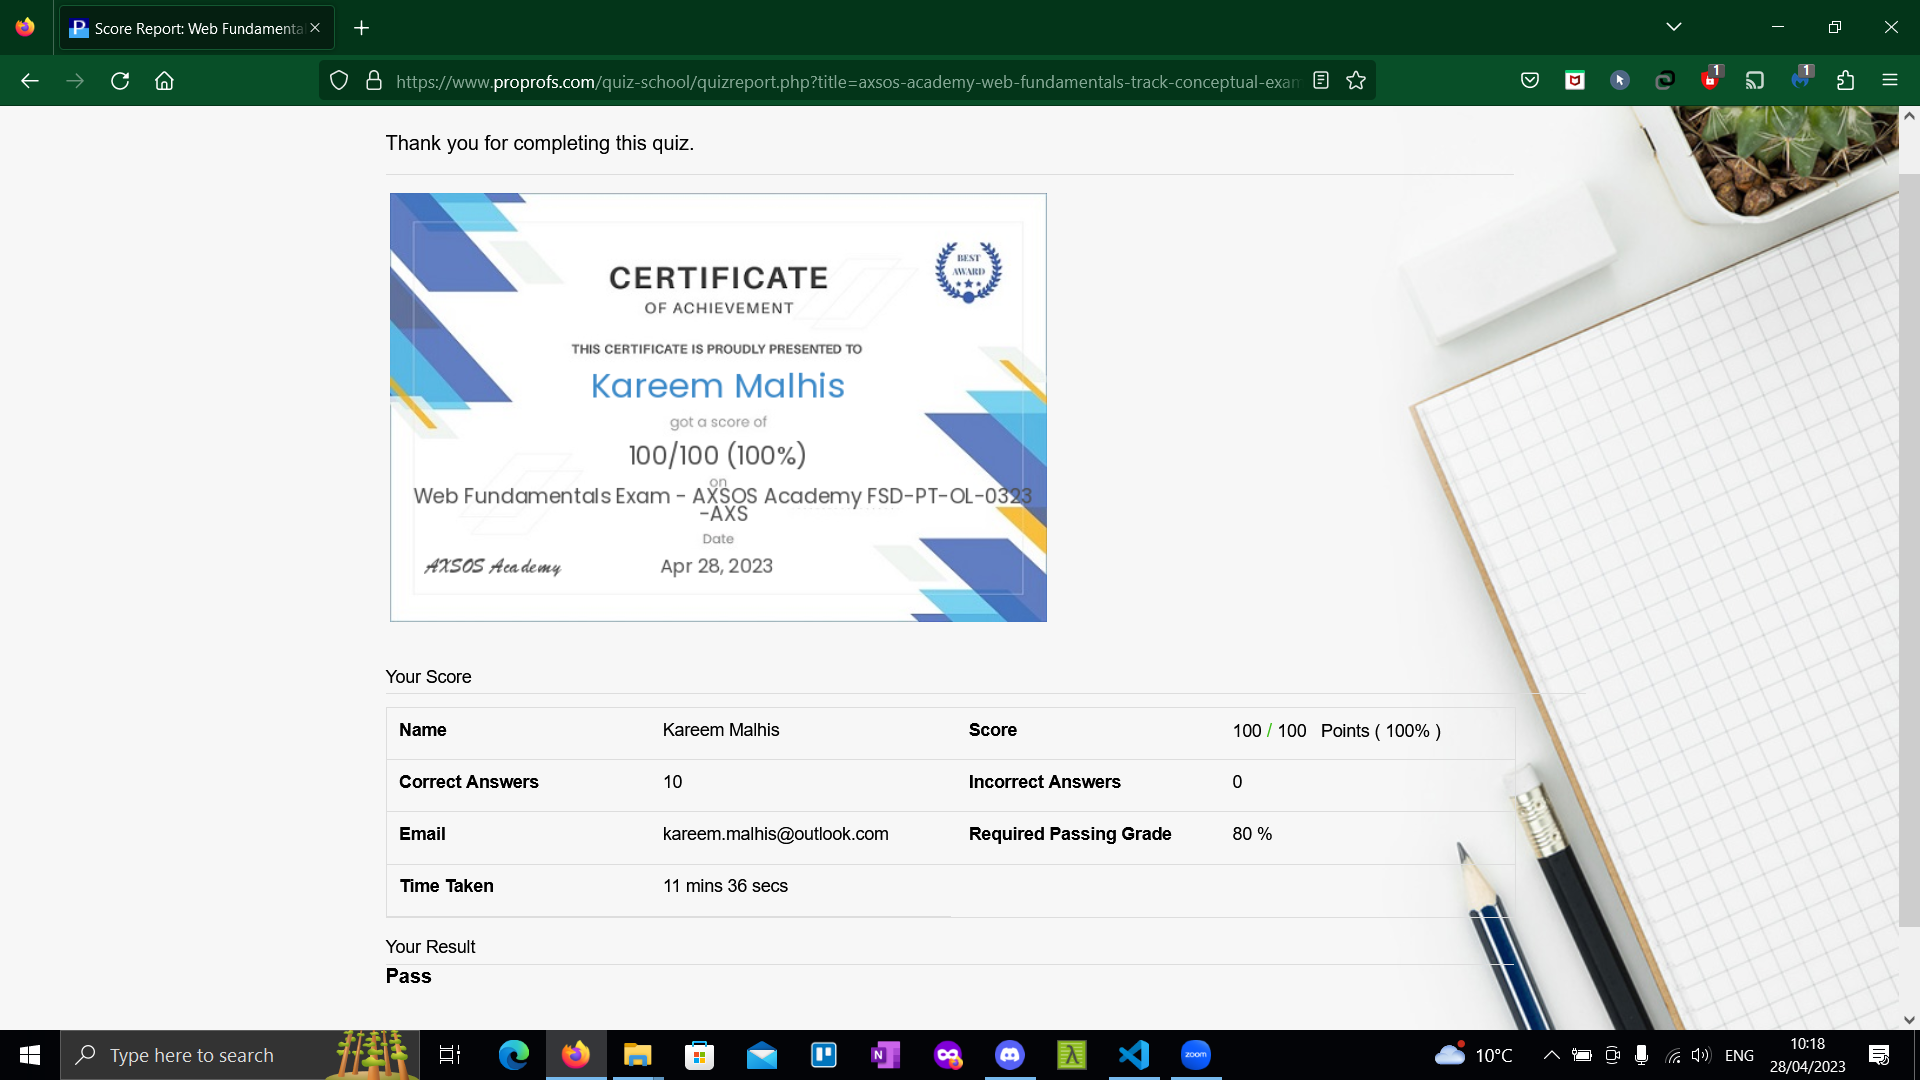 Score Report: Web Fundamenta
https://www.proprofs.com/quiz-school/quizreport.php?title=axsos-academy-web-fundamentals-track-conceptual-exam
1
1
Thank you for completing this quiz.
BEST
AWARD
CERTIFICATE
OF ACHIEVEMENT
THIS CERTIFICATE IS PROUDLY PRESENTED TO
Kareem Malhis
got a score of
100/100 (100%)
on
Web Fundamentals Exam - AXSOS Academy FSD-PT-OL-0323
-AXS
Date
AXSOS Academy
Apr 28, 2023
Your Score
Name Kareem Malhis Score 100 / 100 Points ( 100% )
Correct Answers 10 Incorrect Answers 0
Email kareem.malhis@outlook.com Required Passing Grade 80 %
Time Taken 11 mins 36 secs
Your Result
Pass
Type here to search
zoom
10°C
ENG
10:18
28/04/2023